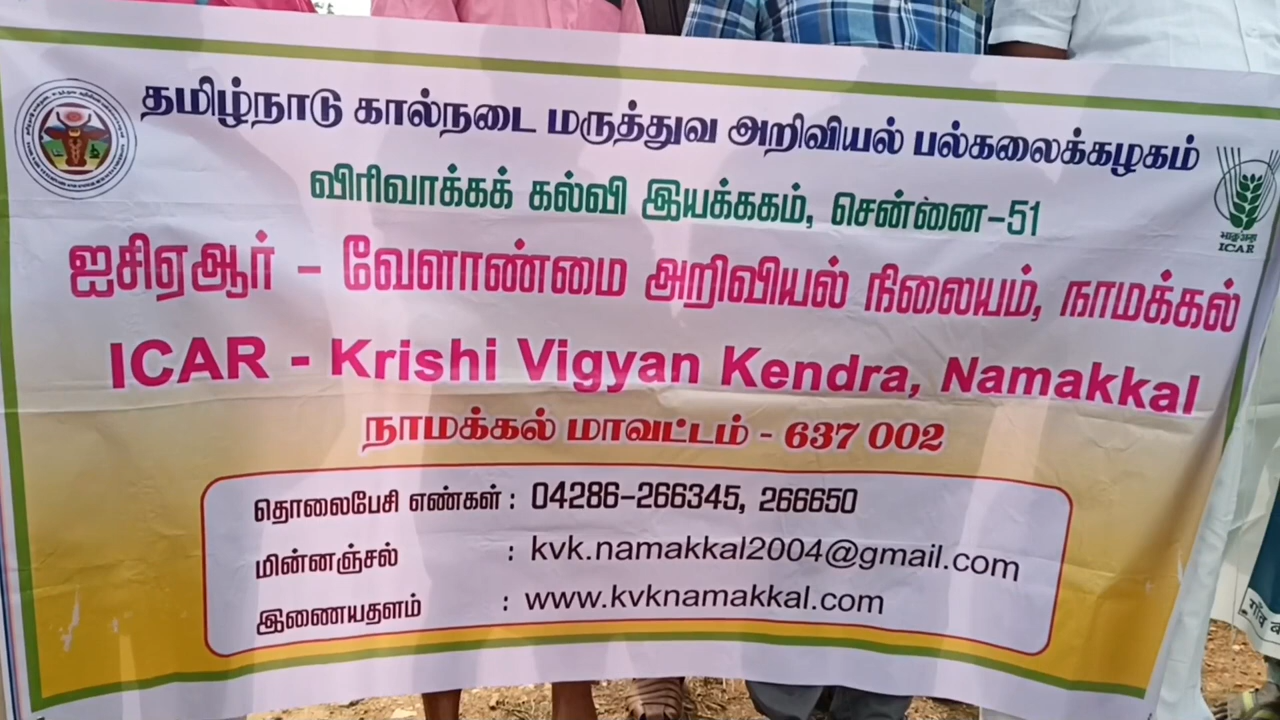 தமிழ்நாடு கால்நடை மருத்துவ அறிவியல் பல்கலைக்கழகம்
விரிவாக்கக் கல்வி இயக்ககம், சென்னை-51
ஐசிஏஆர் - வேளாண்மை அறிவியல் நிலையம், நாமக்கல்
ICAR - Krishi Vigyan Kendra, Namakkal
நாமக்கல் மாவட்டம் - 637 002
தொலைபேசி எண்கள் : 04286-266345, 266650
மின்னஞ்சல் : kvk.namakkal2004@gmail.com
இணையதளம் : www.kvknamakkal.com
भाकृअनुप
ICAR
गाँव